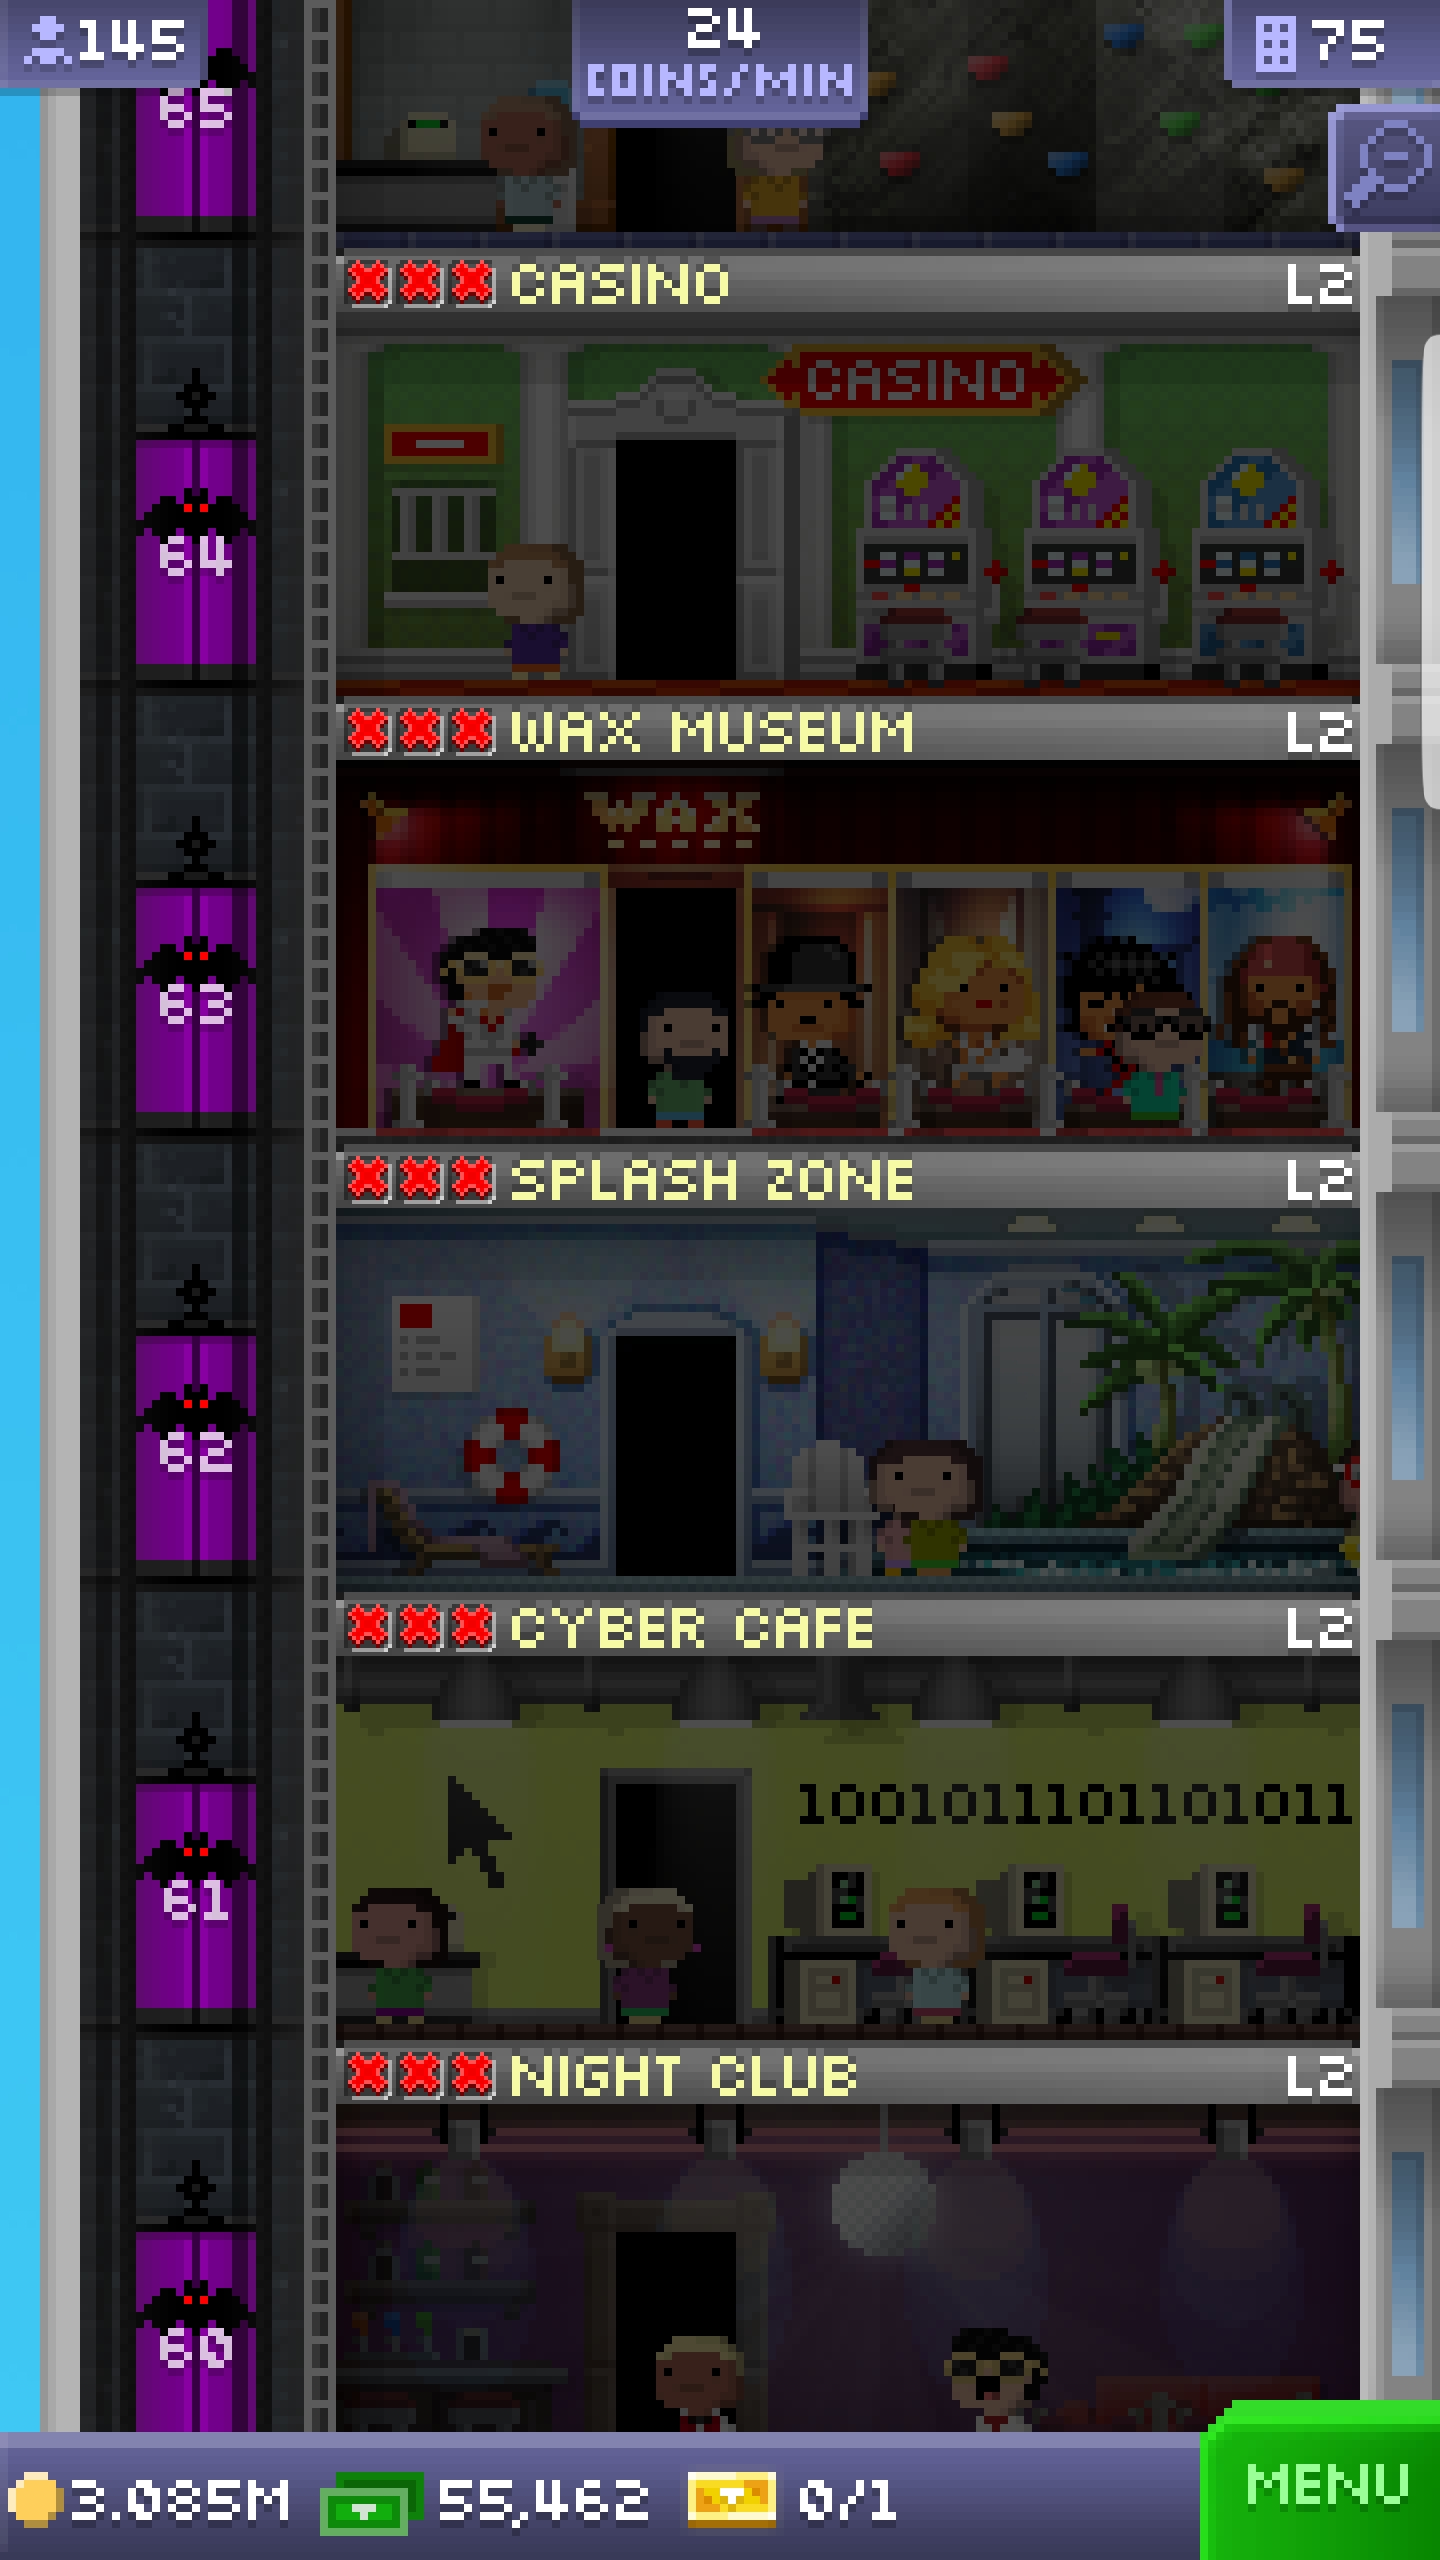 145
24
COINS/MIN
75
65
CASINO L2
CASINO
64
WAX MUSEUM L2
WAX
63
SPLASH ZONE L2
62
CYBER CAFE L2
1001011101101011
61
NIGHT CLUB L2
60
3.085M 55,462 0/1
MENU